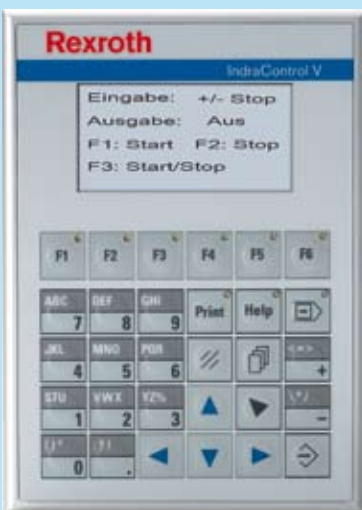 Rexroth
IndraControl V
Eingabe: +/- Stop
Ausgabe: Aus
F1: Start F2: Stop
F3: Start/Stop
F1 F2 F3 F4 F5 F6
ABC 7 DEF 8 GHI 9 Print Help
JKL 4 MNO 5 PQR 6 <=> +
STU 1 VWX 2 YZ% 3 \*/ -
0 .